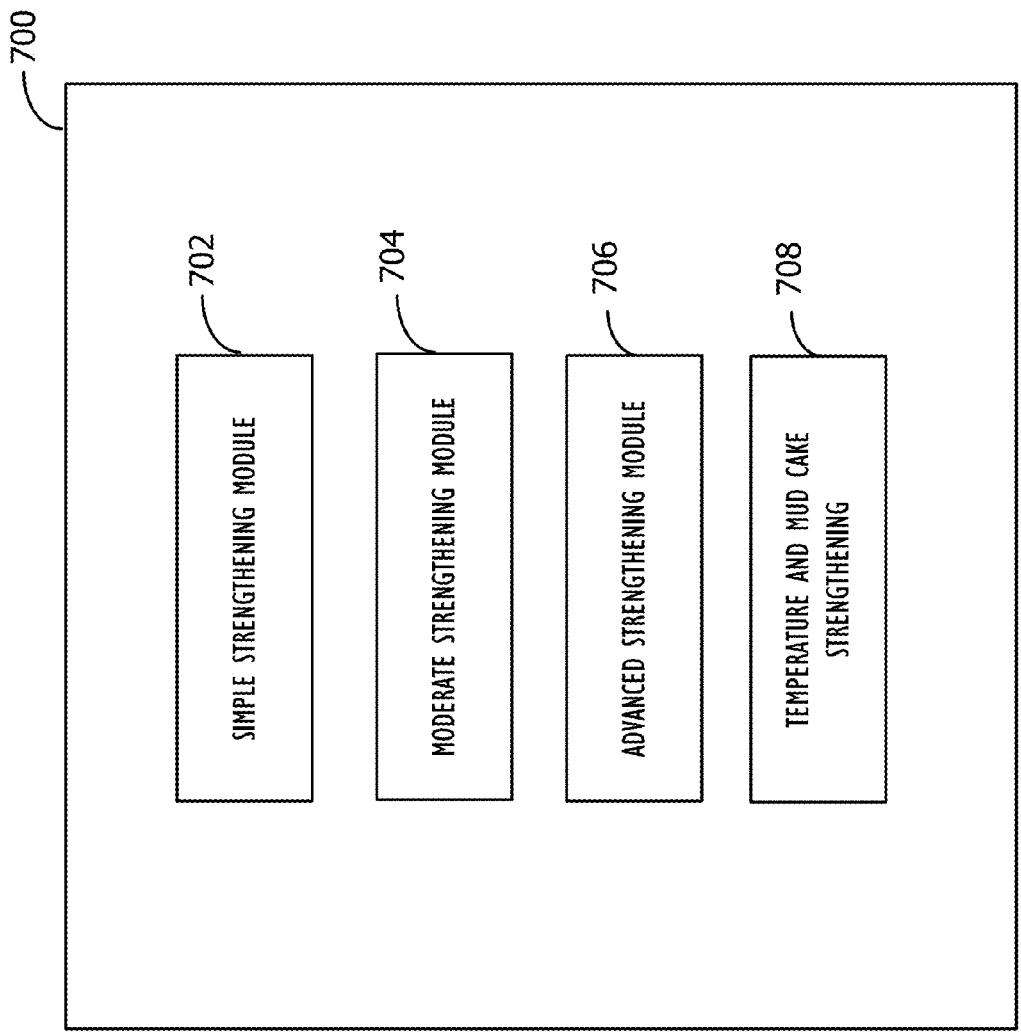 700
702
SIMPLE STRENGTHENING MODULE
704
MODERATE STRENGTHENING MODULE
706
ADVANCED STRENGTHENING MODULE
708
TEMPERATURE AND MUD CAKE
STRENGTHENING